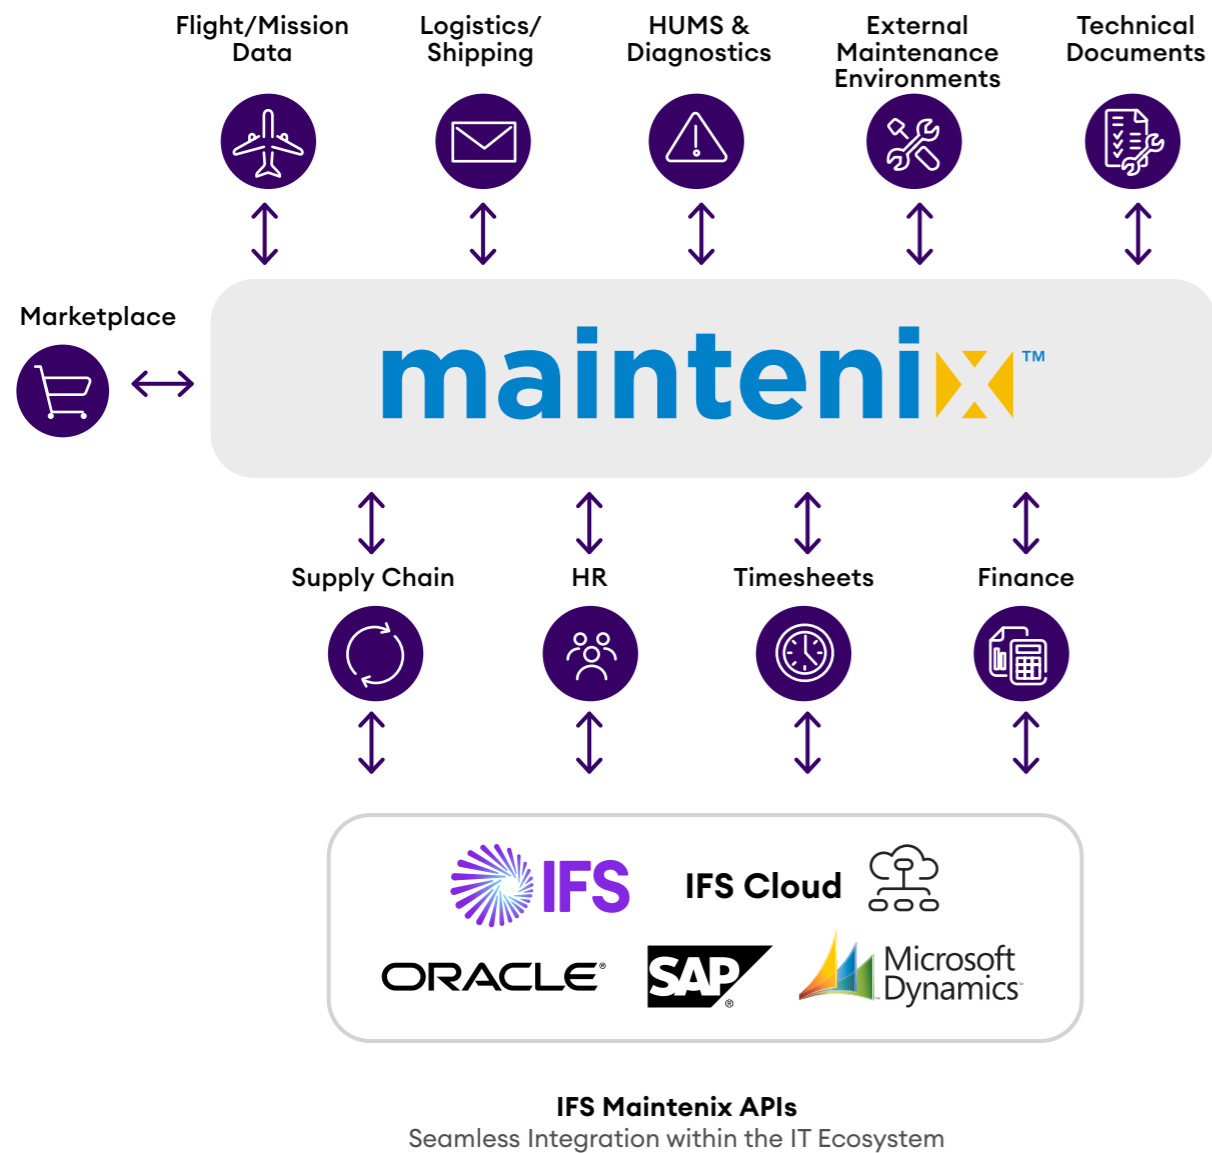 Flight/Mission
Data
Logistics/
Shipping
HUMS &
Diagnostics
External
Maintenance
Environments
Technical
Documents
Marketplace
maintenix™
Supply Chain
HR
Timesheets
Finance
IFS
IFS Cloud
ORACLE®
SAP®
Microsoft
Dynamics™
IFS Maintenix APIs
Seamless Integration within the IT Ecosystem